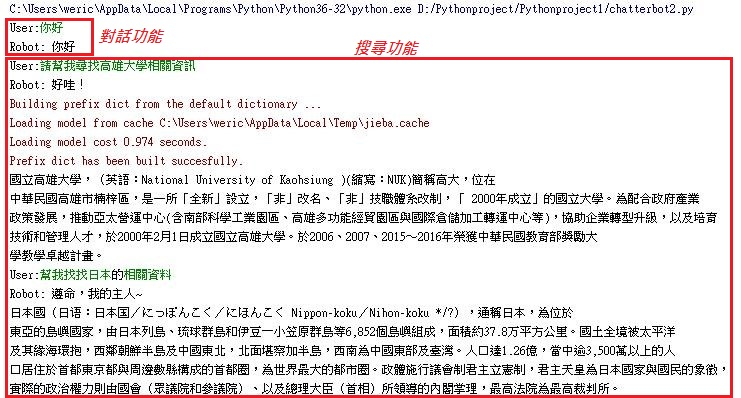 C:\Users\weric\AppData\Local\Programs\Python\Python36-32\python.exe D:/Pythonproject/Pythonproject1/chatterbot2.py
User:你好
Robot: 你好
對話功能
搜尋功能
User:請幫我尋找高雄大學相關資訊
Robot: 好哇！
Building prefix dict from the default dictionary ...
Loading model from cache C:\Users\weric\AppData\Local\Temp\jieba.cache
Loading model cost 0.974 seconds.
Prefix dict has been built succesfully.
國立高雄大學，（英語：National University of Kaohsiung )(縮寫：NUK)簡稱高大，位在
中華民國高雄市楠梓區，是一所「全新」設立，「非」改名、「非」技職體系改制，「 2000年成立」的國立大學。為配合政府產業
政策發展，推動亞太營運中心(含南部科學工業園區、高雄多功能經貿園區與國際倉儲加工轉運中心等)，協助企業轉型升級，以及培育
技術和管理人才，於2000年2月1日成立國立高雄大學。於2006、2007、2015～2016年榮獲中華民國教育部獎勵大
學教學卓越計畫。
User:幫我找找日本的相關資料
Robot: 遵命，我的主人~
日本國（日语：日本国／にっぽんこく／にほんこく Nippon-koku／Nihon-koku */?），通稱日本，為位於
東亞的島嶼國家，由日本列島、琉球群島和伊豆－小笠原群島等6,852個島嶼組成，面積約37.8万平方公里。國土全境被太平洋
及其緣海環抱，西鄰朝鮮半島及中國東北，北面堪察加半島，西南為中國東部及臺灣。人口達1.26億，當中逾3,500萬以上的人
口居住於首都東京都與周邊數縣構成的首都圈，為世界最大的都市圈。政體施行議會制君主立憲制，君主天皇為日本國家與國民的象徵，
實際的政治權力則由國會（眾議院和參議院）、以及總理大臣（首相）所領導的內閣掌理，最高法院為最高裁判所。